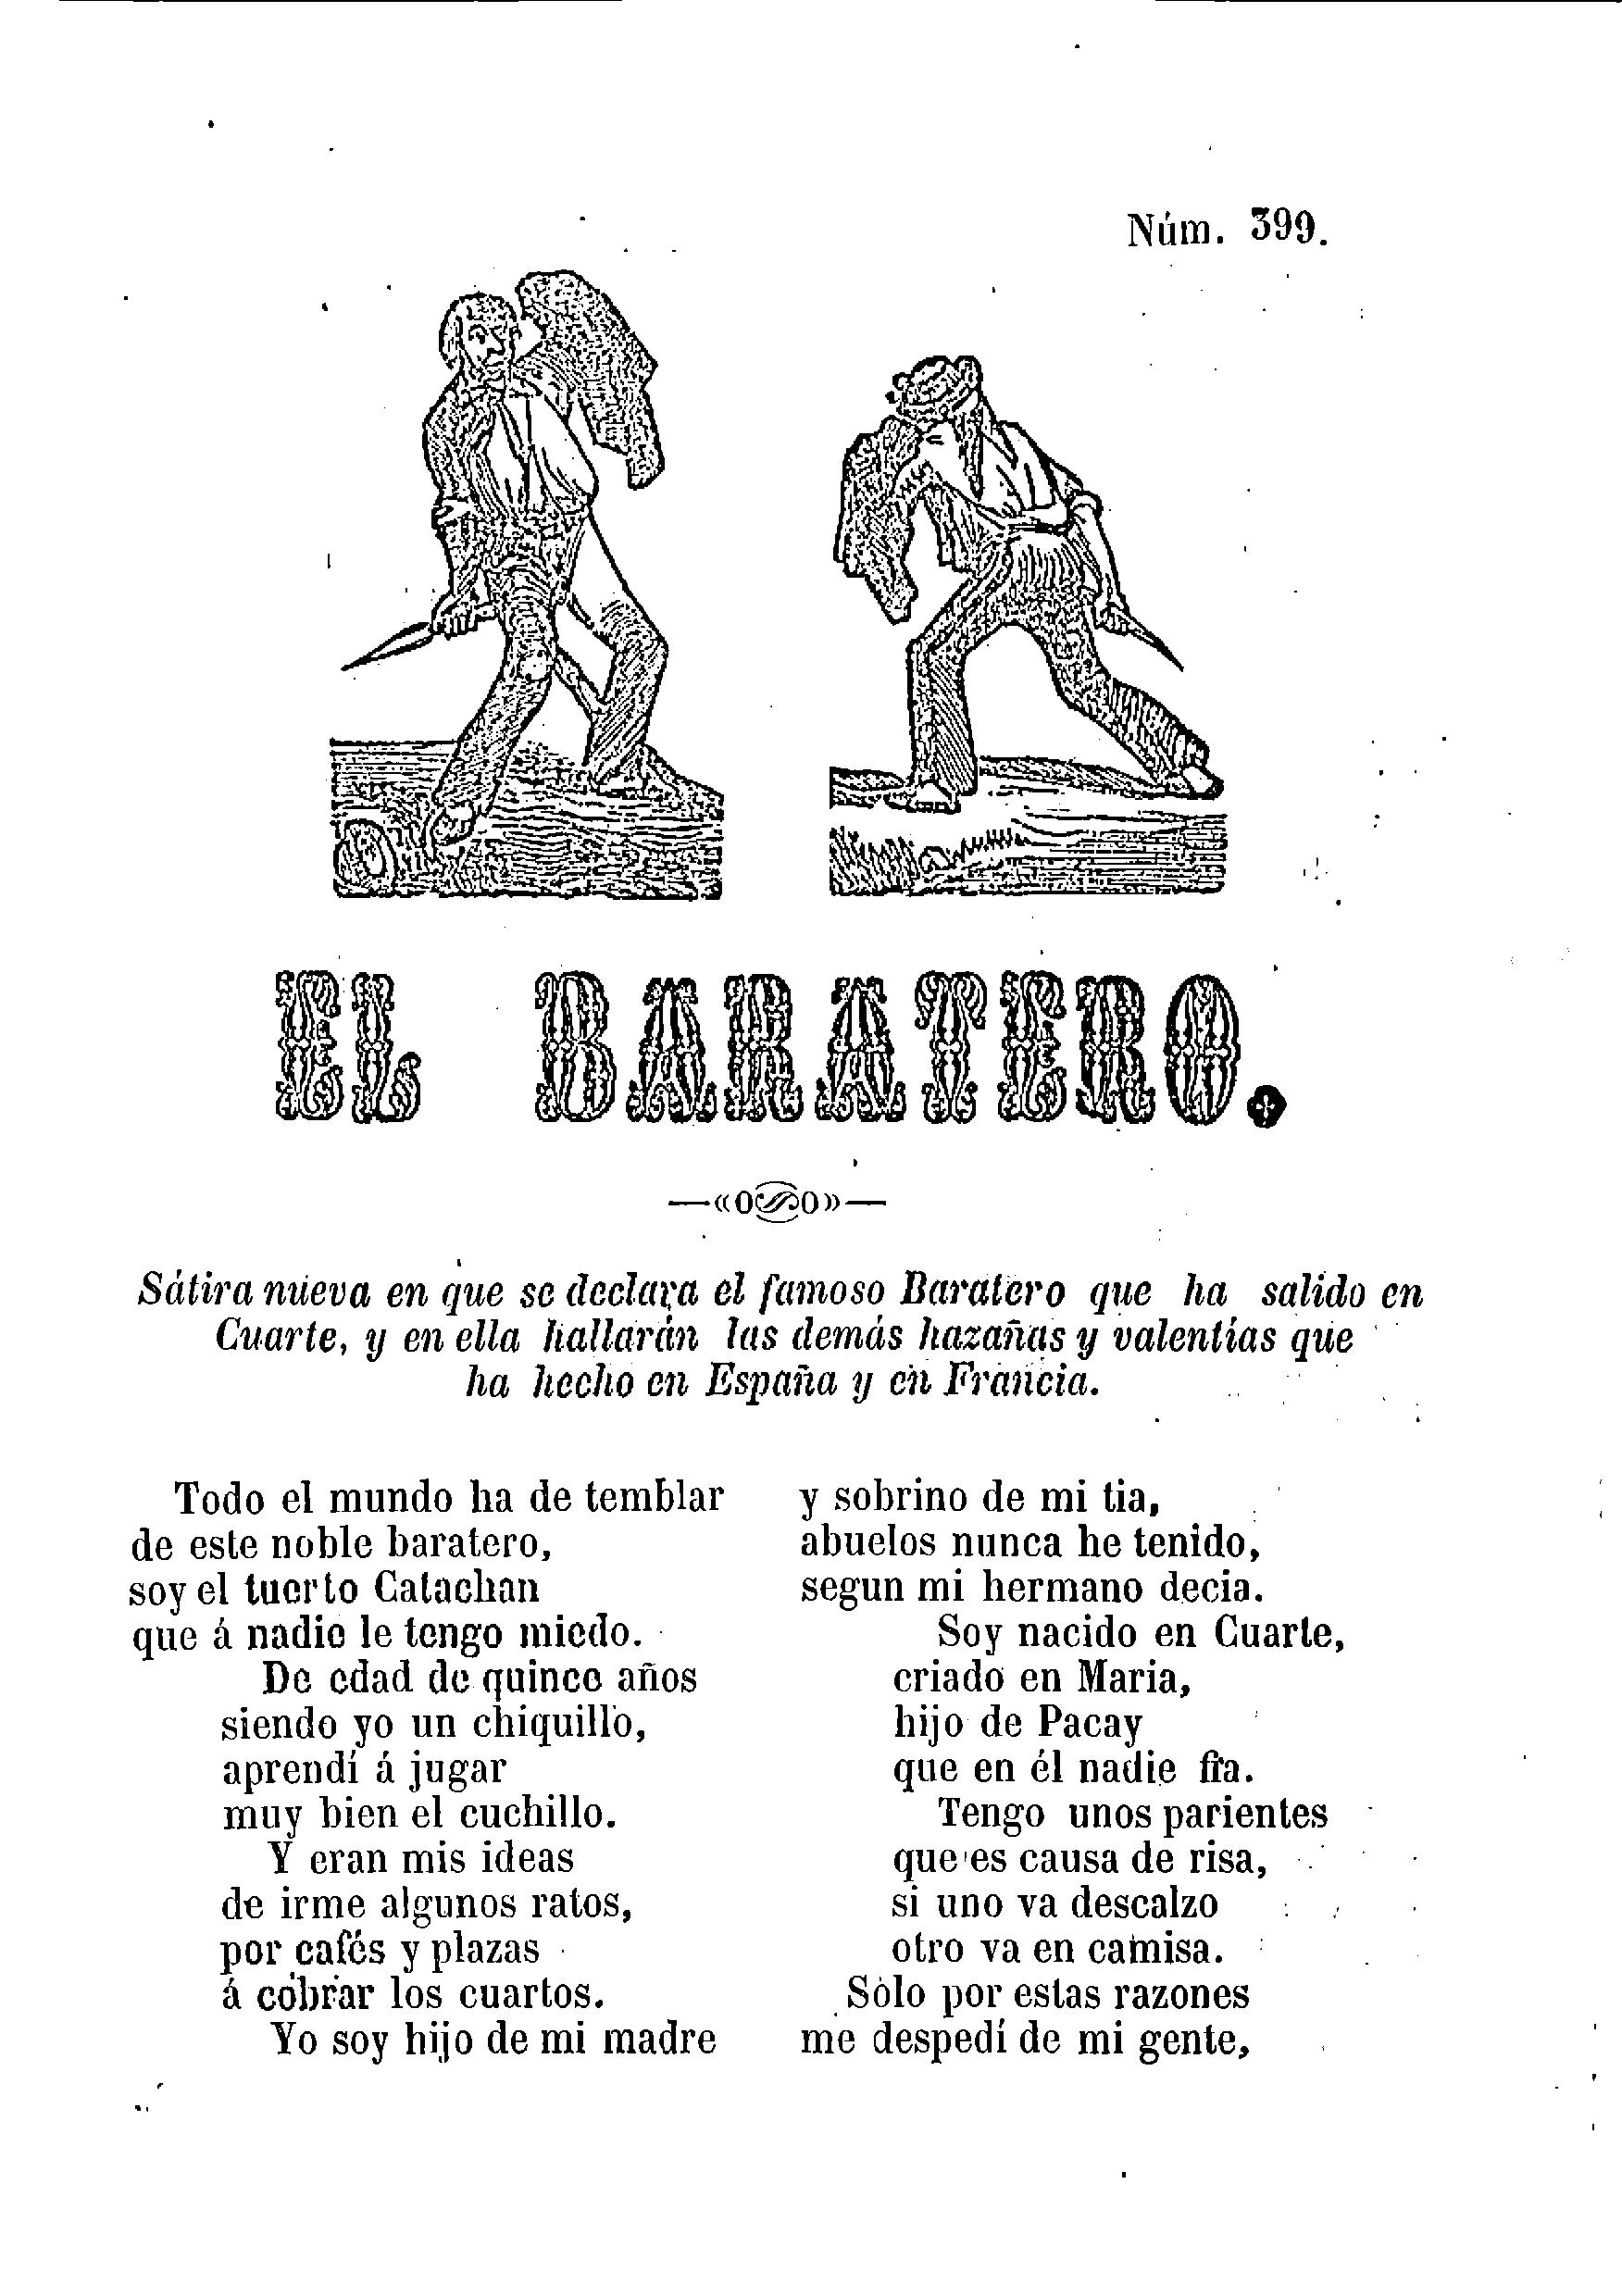 Núm. 399.
EL BARATERO.
Sátira nueva en que se declara el famoso Baratero que ha salido en
Cuarte, y en ella hallarán las demás hazañas y valentías que
ha hecho en España y en Francia.
Todo el mundo ha de temblar
de este noble baratero,
soy el tuerto Catachan
que á nadie le tengo miedo.
De edad de quince años
siendo yo un chiquillo,
aprendí á jugar
muy bien el cuchillo.
Y eran mis ideas
de irme algunos ratos,
por cafés y plazas
á cobrar los cuartos.
Yo soy hijo de mi madre
y sobrino de mi tia,
abuelos nunca he tenido,
segun mi hermano decia.
Soy nacido en Cuarte,
criado en Maria,
hijo de Pacay
que en él nadie fia.
Tengo unos parientes
que es causa de risa,
si uno va descalzo
otro va en camisa.
Sólo por estas razones
me despedí de mi gente,